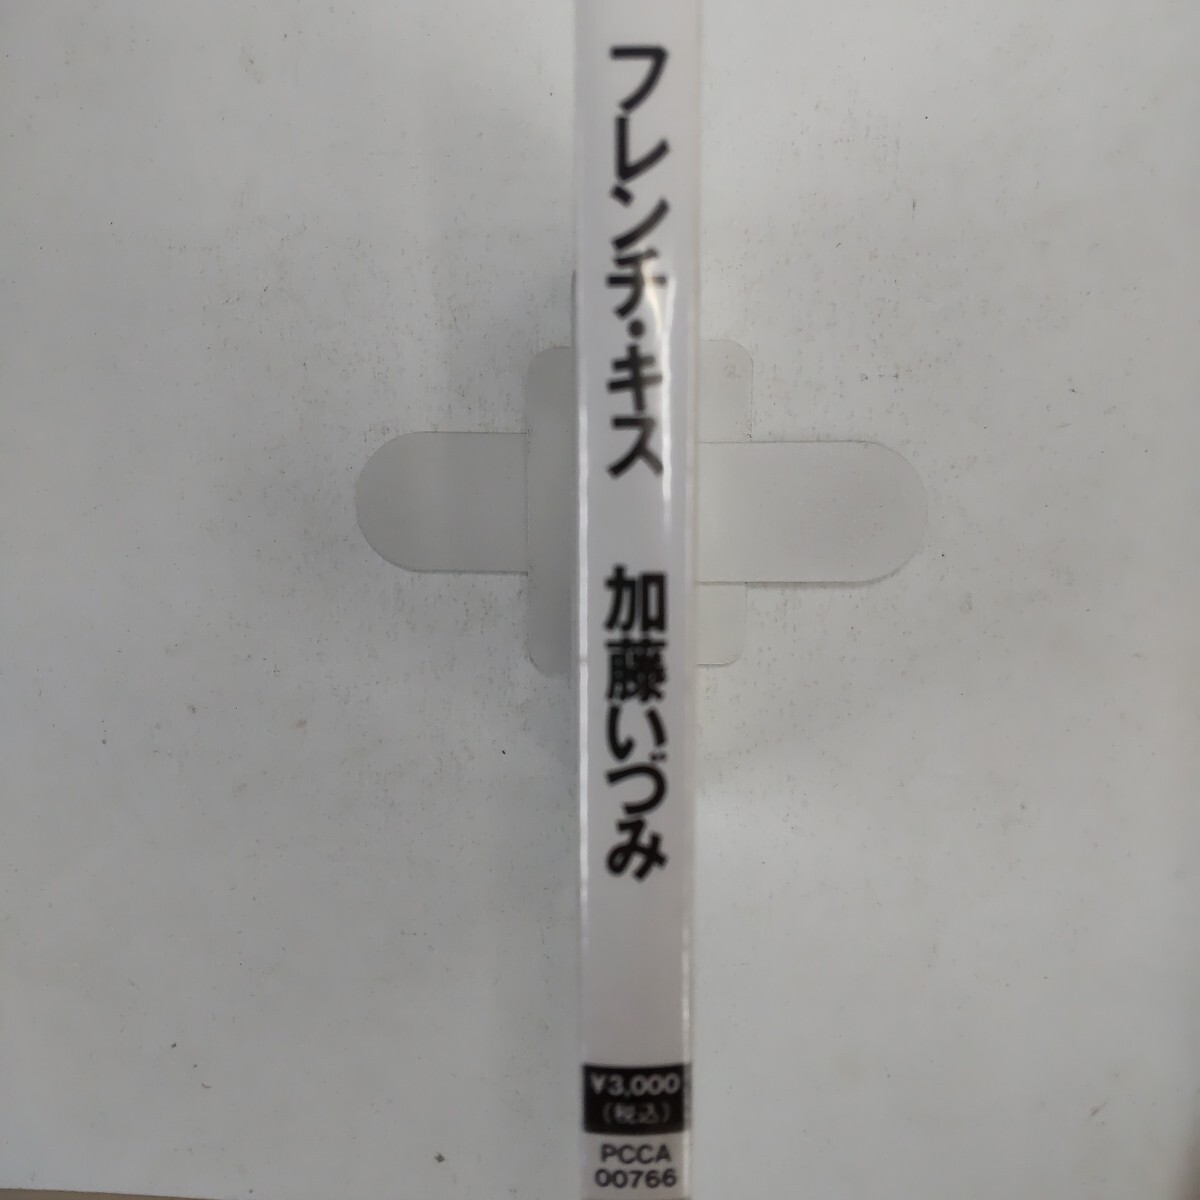 フレンチ・キス 加藤いづみ
¥3,000
(税込)
PCCA
00766